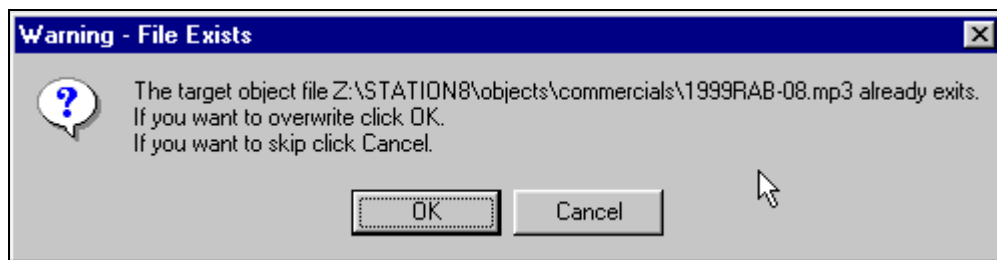 Warning - File Exists
The target object file Z:\STATION8\objects\commercials\1999RAB-08.mp3 already exits.
If you want to overwrite click OK.
If you want to skip click Cancel.
OK Cancel